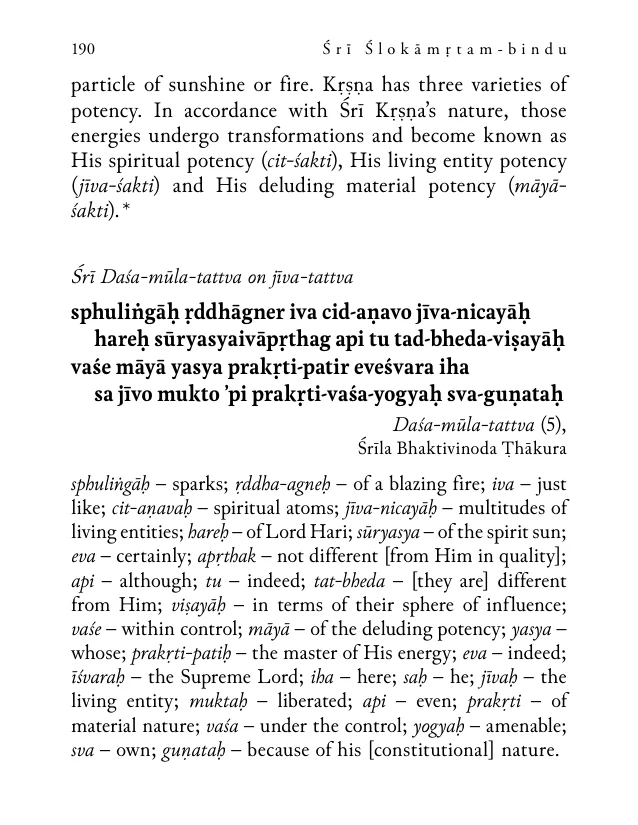 190
Śrī Ślokāmṛtam-bindu
particle of sunshine or fire. Kṛṣṇa has three varieties of
potency. In accordance with Śrī Kṛṣṇa’s nature, those
energies undergo transformations and become known as
His spiritual potency (cit-śakti), His living entity potency
(jīva-śakti) and His deluding material potency (māyā-
śakti).*
Śrī Daśa-mūla-tattva on jīva-tattva
sphuliṅgāḥ ṛddhāgner iva cid-aṇavo jīva-nicayāḥ
hareḥ sūryasyaivāpṛthag api tu tad-bheda-viṣayāḥ
vaśe māyā yasya prakṛti-patir eveśvara iha
sa jīvo mukto ’pi prakṛti-vaśa-yogyaḥ sva-guṇataḥ
Daśa-mūla-tattva (5),
Śrīla Bhaktivinoda Ṭhākura
sphuliṅgāḥ – sparks; ṛddha-agneḥ – of a blazing fire; iva – just
like; cit-aṇavaḥ – spiritual atoms; jīva-nicayāḥ – multitudes of
living entities; hareḥ – of Lord Hari; sūryasya – of the spirit sun;
eva – certainly; apṛthak – not different [from Him in quality];
api – although; tu – indeed; tat-bheda – [they are] different
from Him; viṣayāḥ – in terms of their sphere of influence;
vaśe – within control; māyā – of the deluding potency; yasya –
whose; prakṛti-patiḥ – the master of His energy; eva – indeed;
īśvaraḥ – the Supreme Lord; iha – here; saḥ – he; jīvaḥ – the
living entity; muktaḥ – liberated; api – even; prakṛti – of
material nature; vaśa – under the control; yogyaḥ – amenable;
sva – own; guṇataḥ – because of his [constitutional] nature.